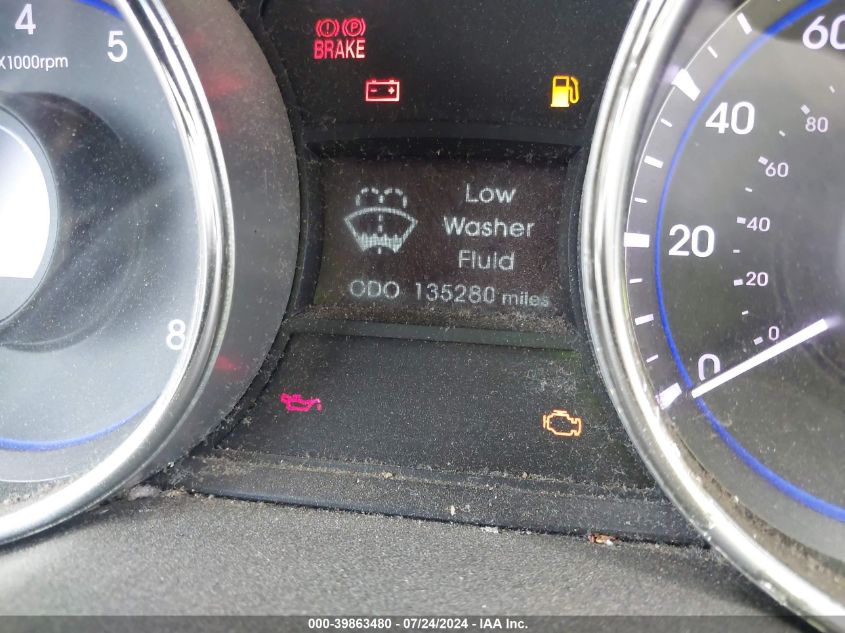 4
5
X1000rpm
8
(!) (P)
BRAKE
Low
Washer
Fluid
ODO 135280 miles
60
40
20
0
80
60
40
20
0
000-39863480 - 07/24/2024 - IAA Inc.